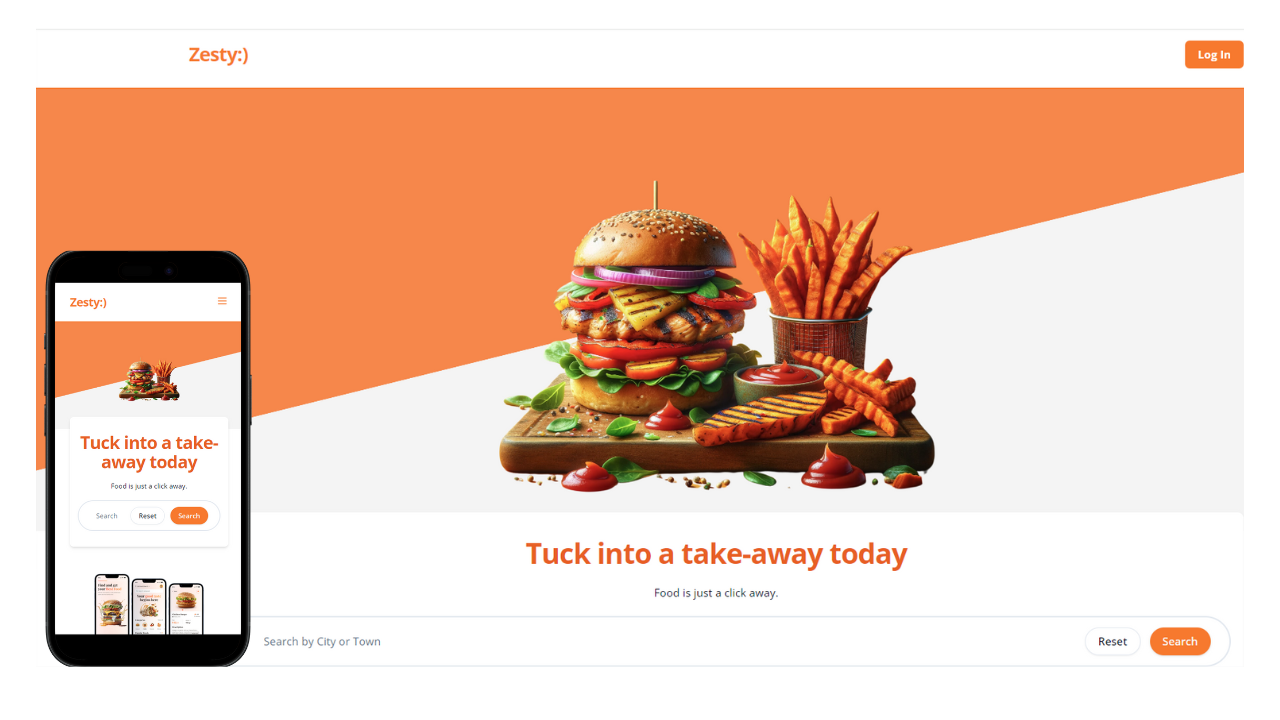 Zesty:)
Log In
Tuck into a take-away today
Food is just a click away.
Search by City or Town
Reset
Search
Zesty:)
Tuck into a take-
away today
Food is just a click away.
Search
Reset
Search